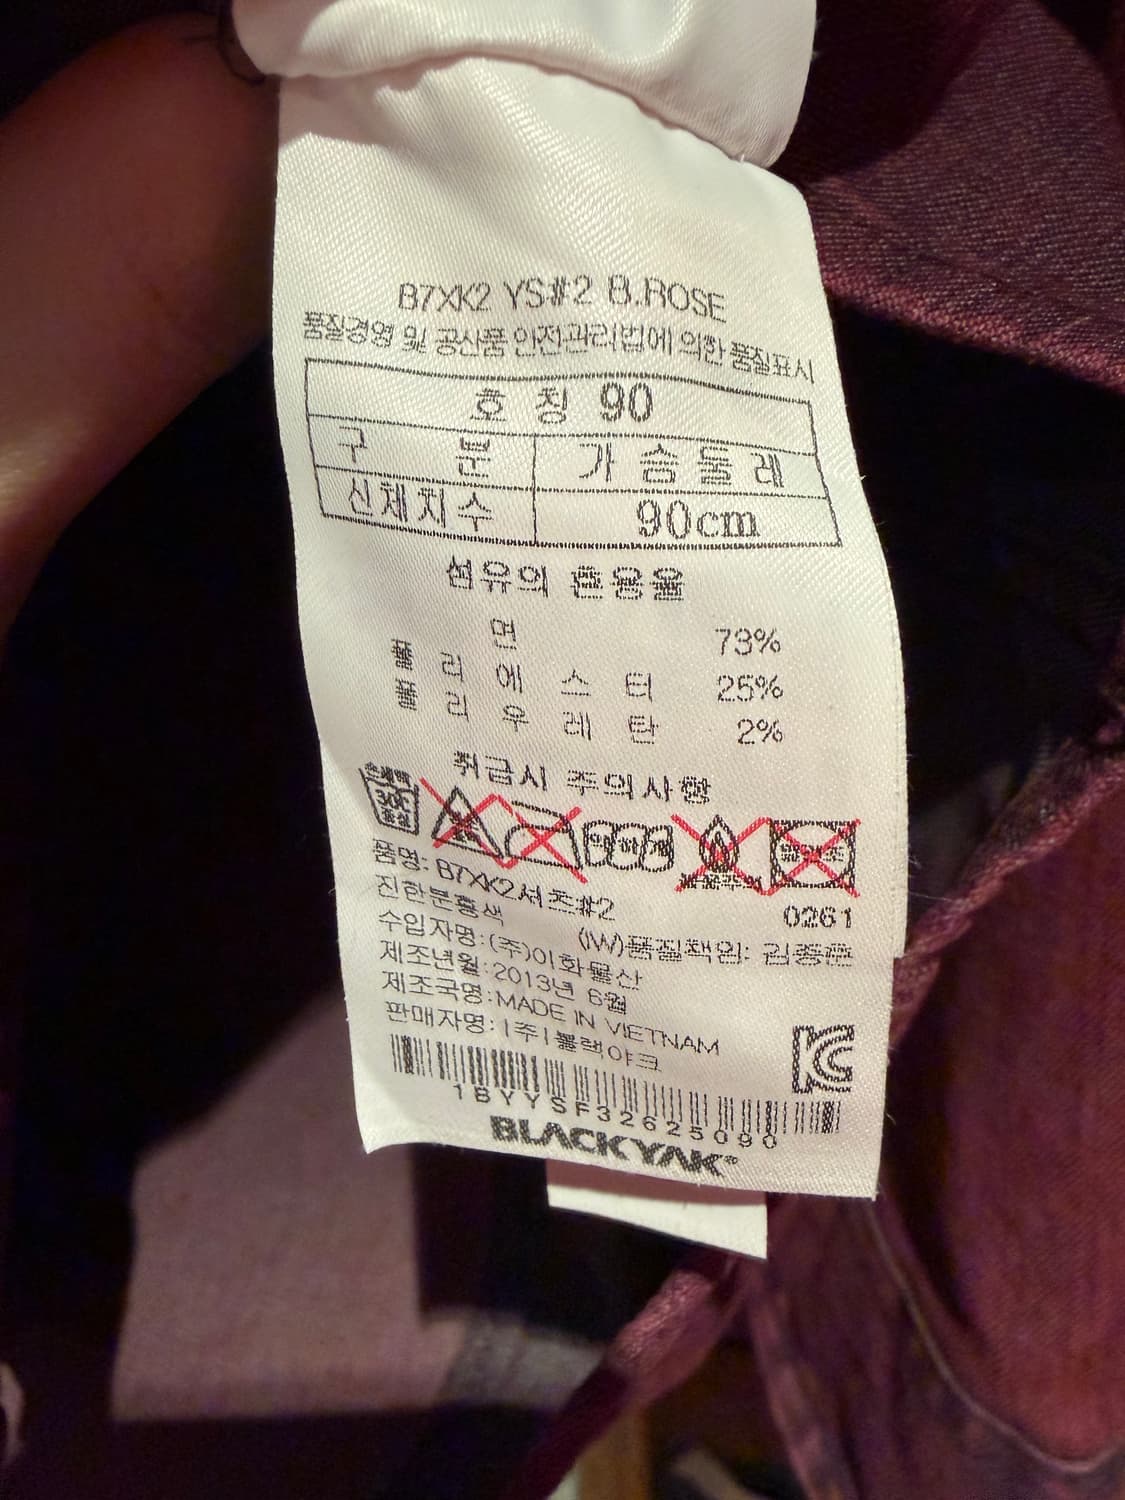 B7XK2 YS#2 B.ROSE
품질경영 및 공산품 안전관리법에 의한 품질표시
호 칭 90
구 분 가슴둘레
신체치수 90cm
섬유의 혼용율
면 73%
폴리에스터 25%
폴리우레탄 2%
취급시 주의사항
품명: B7XK2셔츠#2
진한분홍색 0261
수입자명:(주)이화물산 (IW)품질책임:
제조년월:2013년 6월
제조국명:MADE IN VIETNAM
판매자명:(주)블랙야크
1BYYSF32625090
BLACKYAK®